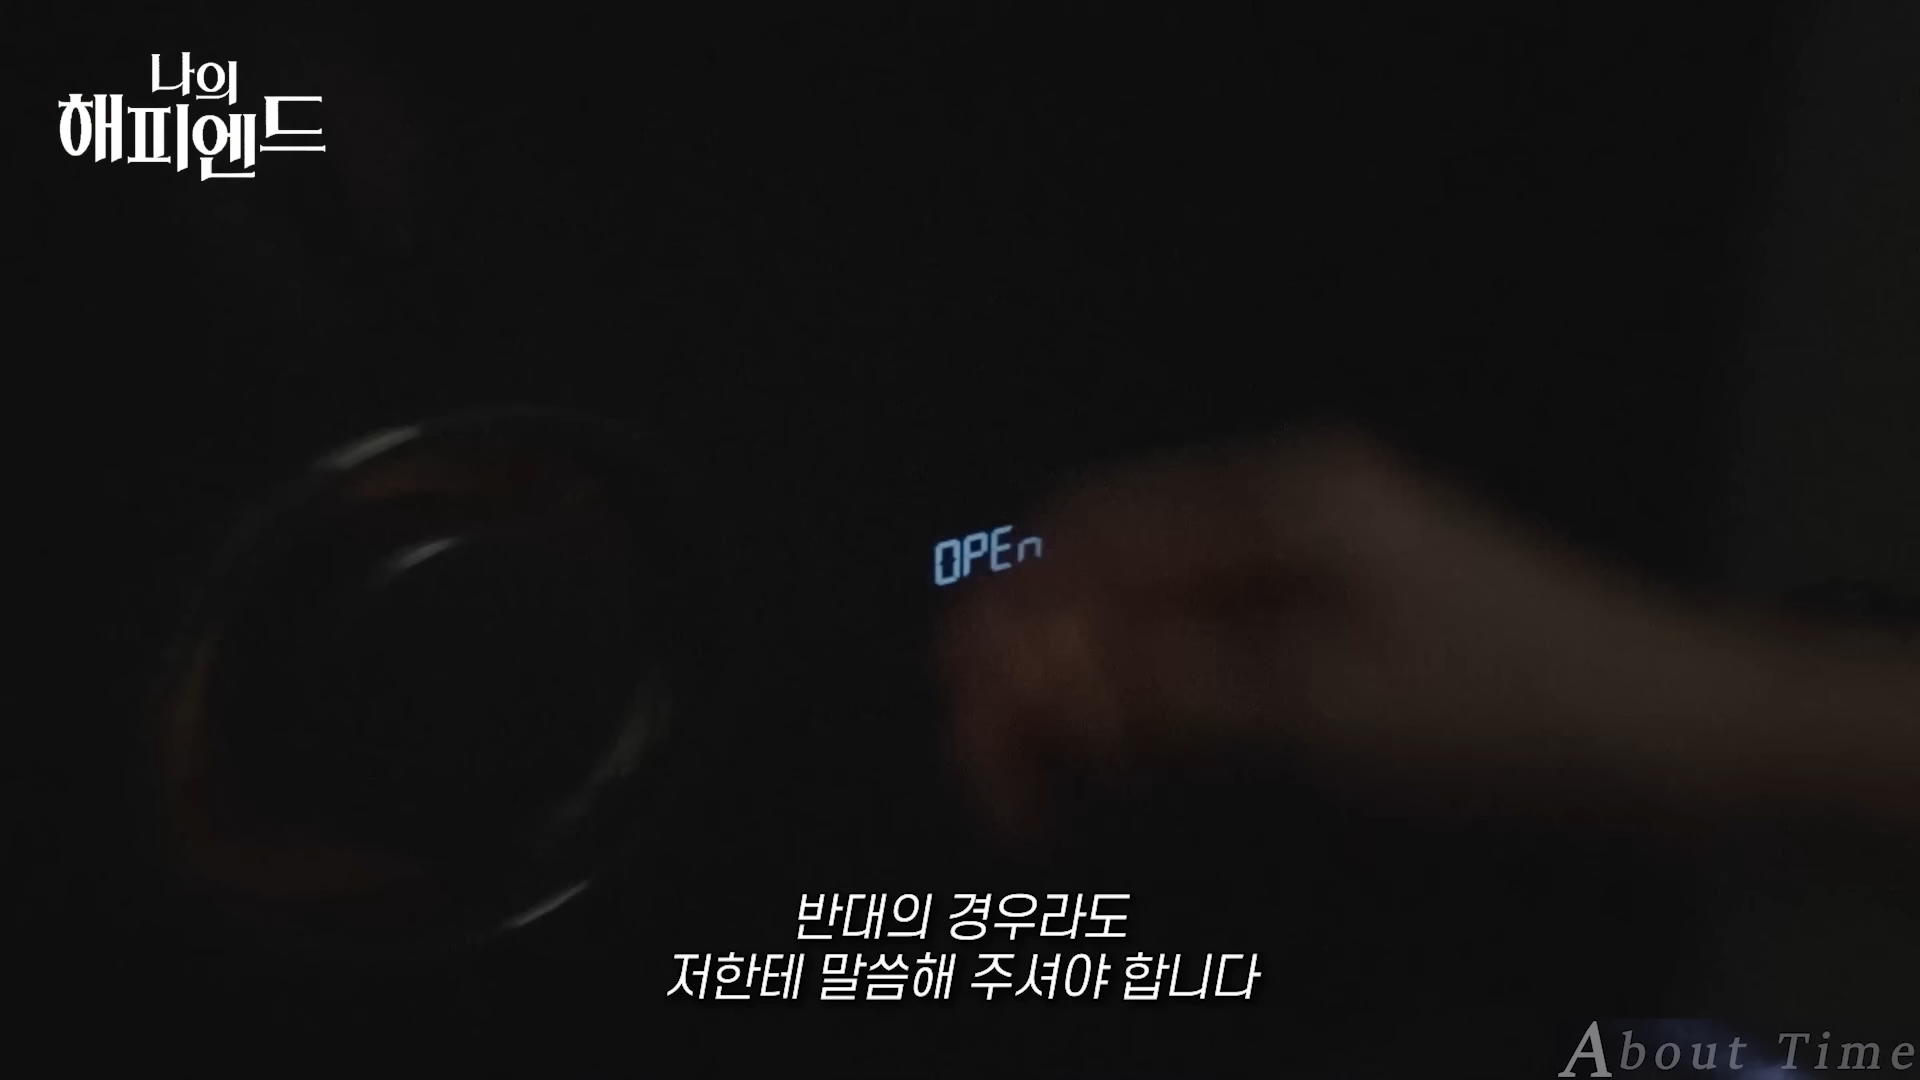 나의
해피엔드
OPEn
반대의 경우라도
저한테 말씀해 주셔야 합니다
About Time